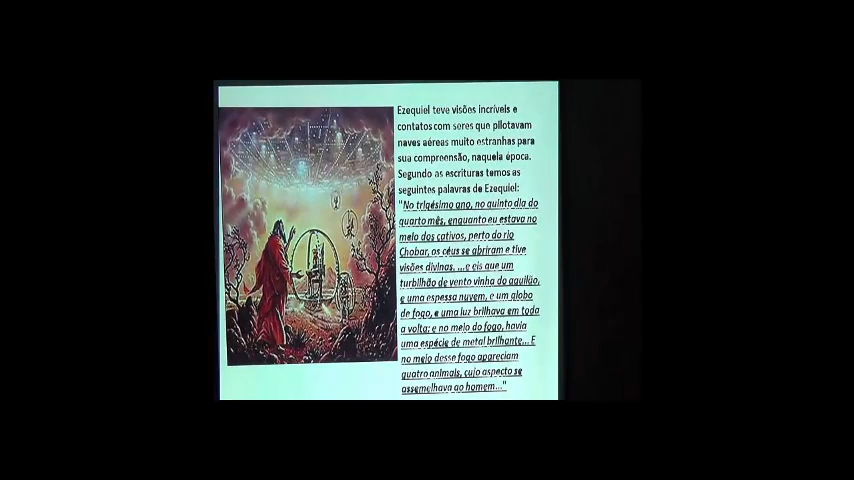 Ezequiel teve visões incríveis e
contatos com seres que pilotavam
naves aéreas muito estranhas para
sua compreensão, naquela época.
Segundo as escrituras temos as
seguintes palavras de Ezequiel:
"No trigésimo ano, no quinto dia do
quarto mês, enquanto eu estava no
meio dos cativos, perto do rio
Chobar, os céus se abriram e tive
visões divinas. ...e eis que um
turbilhão de vento vinha do aquilão,
e uma espessa nuvem, e um globo
de fogo, e uma luz brilhava em toda
a volta; e no meio do fogo, havia
uma espécie de metal brilhante... E
no meio desse fogo apareciam
quatro animais, cujo aspecto se
assemelhava ao homem..."